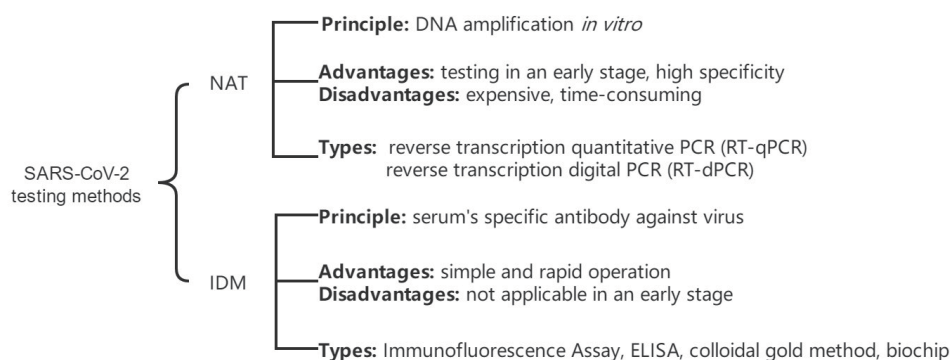 SARS-CoV-2
testing methods
NAT
Principle: DNA amplification in vitro
Advantages: testing in an early stage, high specificity
Disadvantages: expensive, time-consuming
Types: reverse transcription quantitative PCR (RT-qPCR)
reverse transcription digital PCR (RT-dPCR)
IDM
Principle: serum's specific antibody against virus
Advantages: simple and rapid operation
Disadvantages: not applicable in an early stage
Types: Immunofluorescence Assay, ELISA, colloidal gold method, biochip